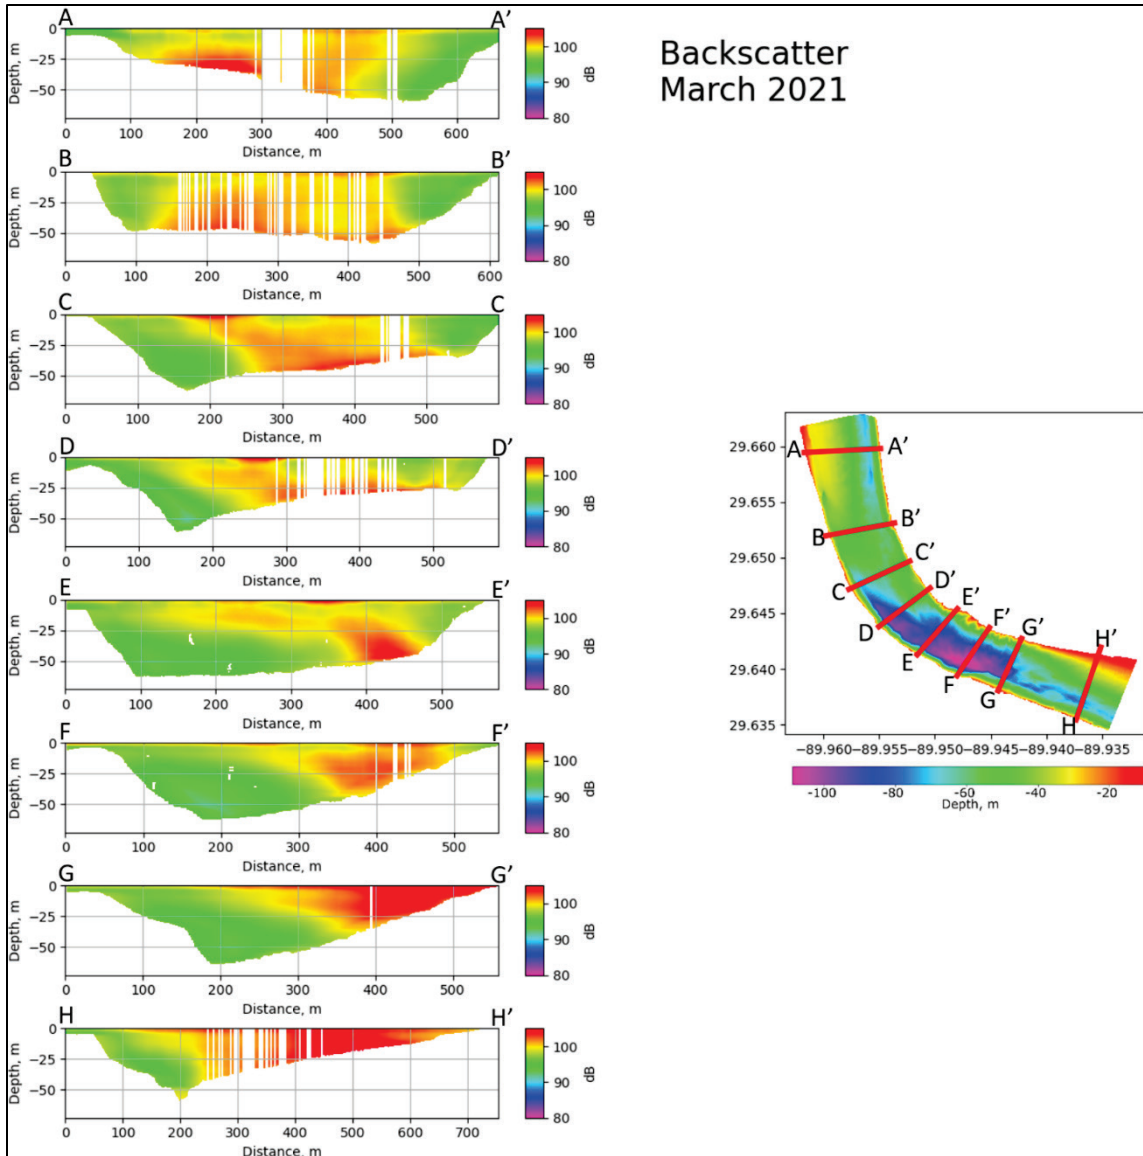 Backscatter
March 2021
A A’
0
−25
−50
Depth, m
0 100 200 300 400 500 600
Distance, m
100
90
80
dB
B B’
0
−25
−50
Depth, m
0 100 200 300 400 500 600
Distance, m
100
90
80
dB
C C
0
−25
−50
Depth, m
0 100 200 300 400 500
Distance, m
100
90
80
dB
D D’
0
−25
−50
Depth, m
0 100 200 300 400 500
Distance, m
100
90
80
dB
E E’
0
−25
−50
Depth, m
0 100 200 300 400 500
Distance, m
100
90
80
dB
F F’
0
−25
−50
Depth, m
0 100 200 300 400 500
Distance, m
100
90
80
dB
G G’
0
−25
−50
Depth, m
0 100 200 300 400 500
Distance, m
100
90
80
dB
H H’
0
−25
−50
Depth, m
0 100 200 300 400 500 600 700
Distance, m
100
90
80
dB
29.660
29.655
29.650
29.645
29.640
29.635
A A’
B B’
C C’
D D’
E E’
F F’
G G’
H H’
−89.960−89.955−89.950−89.945−89.940−89.935
-100 -80 -60 -40 -20
Depth, m